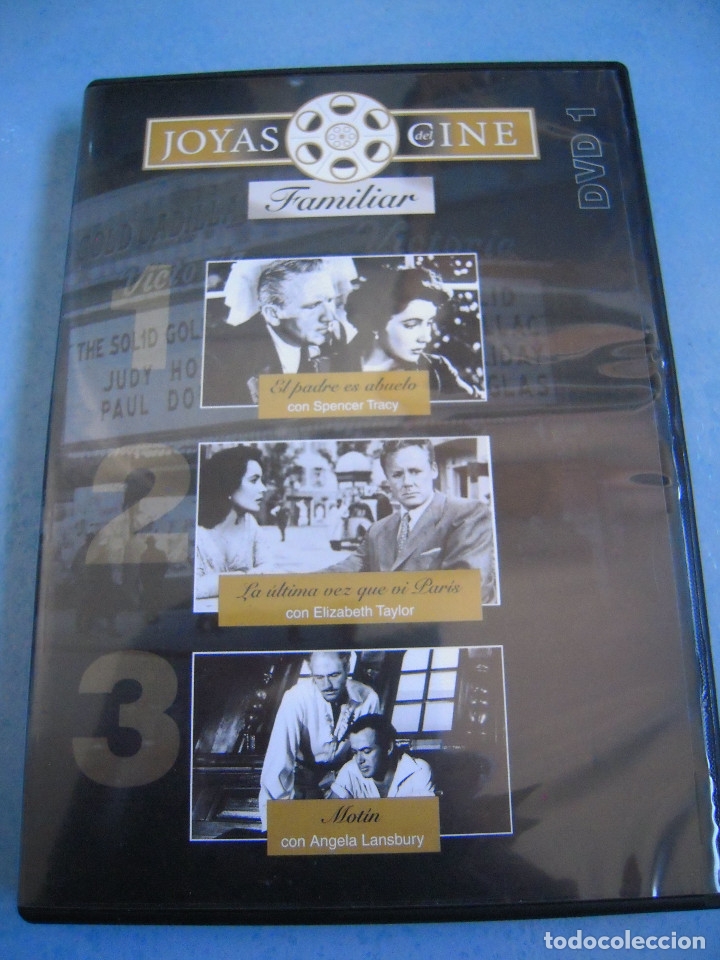 JOYAS del CINE
Familiar
DVD 1
1
El padre es abuelo
con Spencer Tracy
2
La última vez que vi París
con Elizabeth Taylor
3
Motín
con Angela Lansbury
THE SOLID GOL
JUDY HO
PAUL DO
todocoleccion